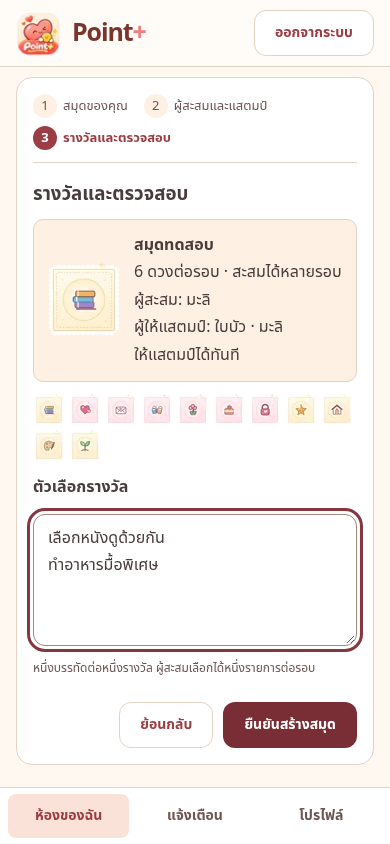 Point+
Point+
ออกจากระบบ
1 สมุดของคุณ 2 ผู้สะสมและแสตมป์
3 รางวัลและตรวจสอบ
รางวัลและตรวจสอบ
สมุดทดสอบ
6 ดวงต่อรอบ · สะสมได้หลายรอบ
ผู้สะสม: มะลิ
ผู้ให้แสตมป์: ใบบัว · มะลิ
ให้แสตมป์ได้ทันที
ตัวเลือกรางวัล
เลือกหนังดูด้วยกัน
ทำอาหารมื้อพิเศษ
หนึ่งบรรทัดต่อหนึ่งรางวัล ผู้สะสมเลือกได้หนึ่งรายการต่อรอบ
ย้อนกลับ
ยืนยันสร้างสมุด
ห้องของฉัน
แจ้งเตือน
โปรไฟล์